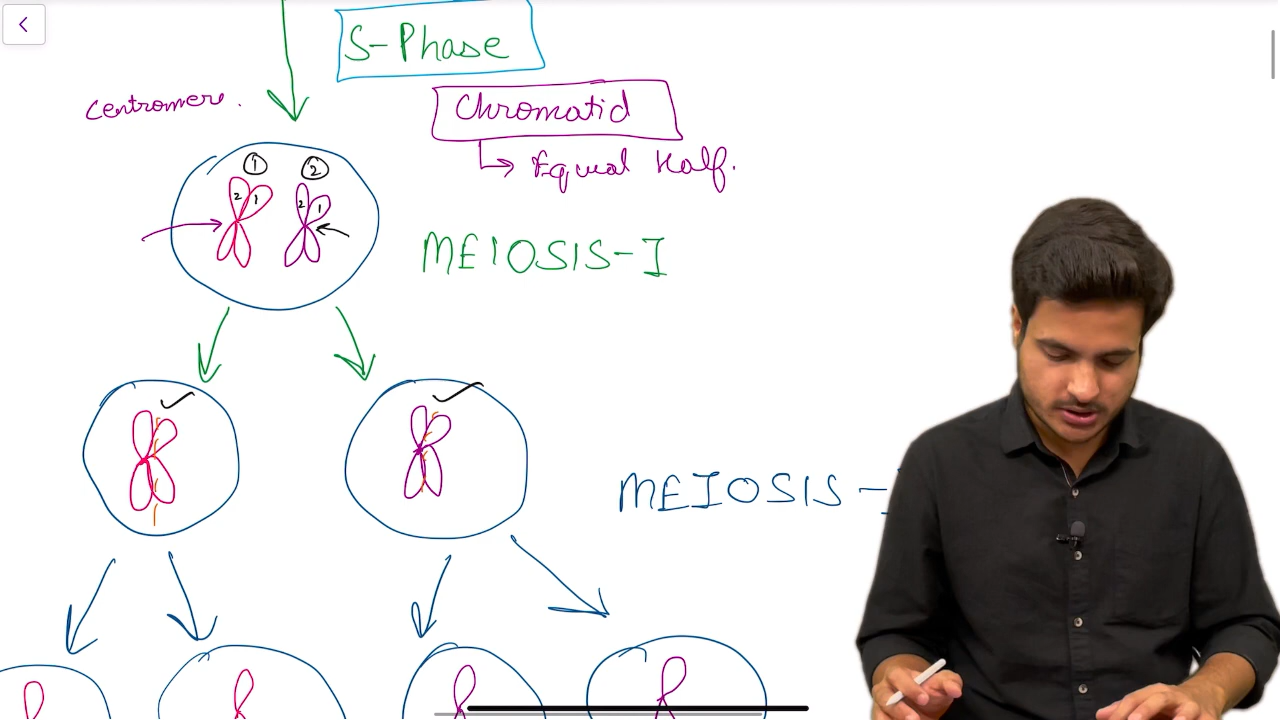 S-Phase
Centromere.
Chromatid
Equal Half.
① ②
2 1 2 1
MEIOSIS-I
MEIOSIS-